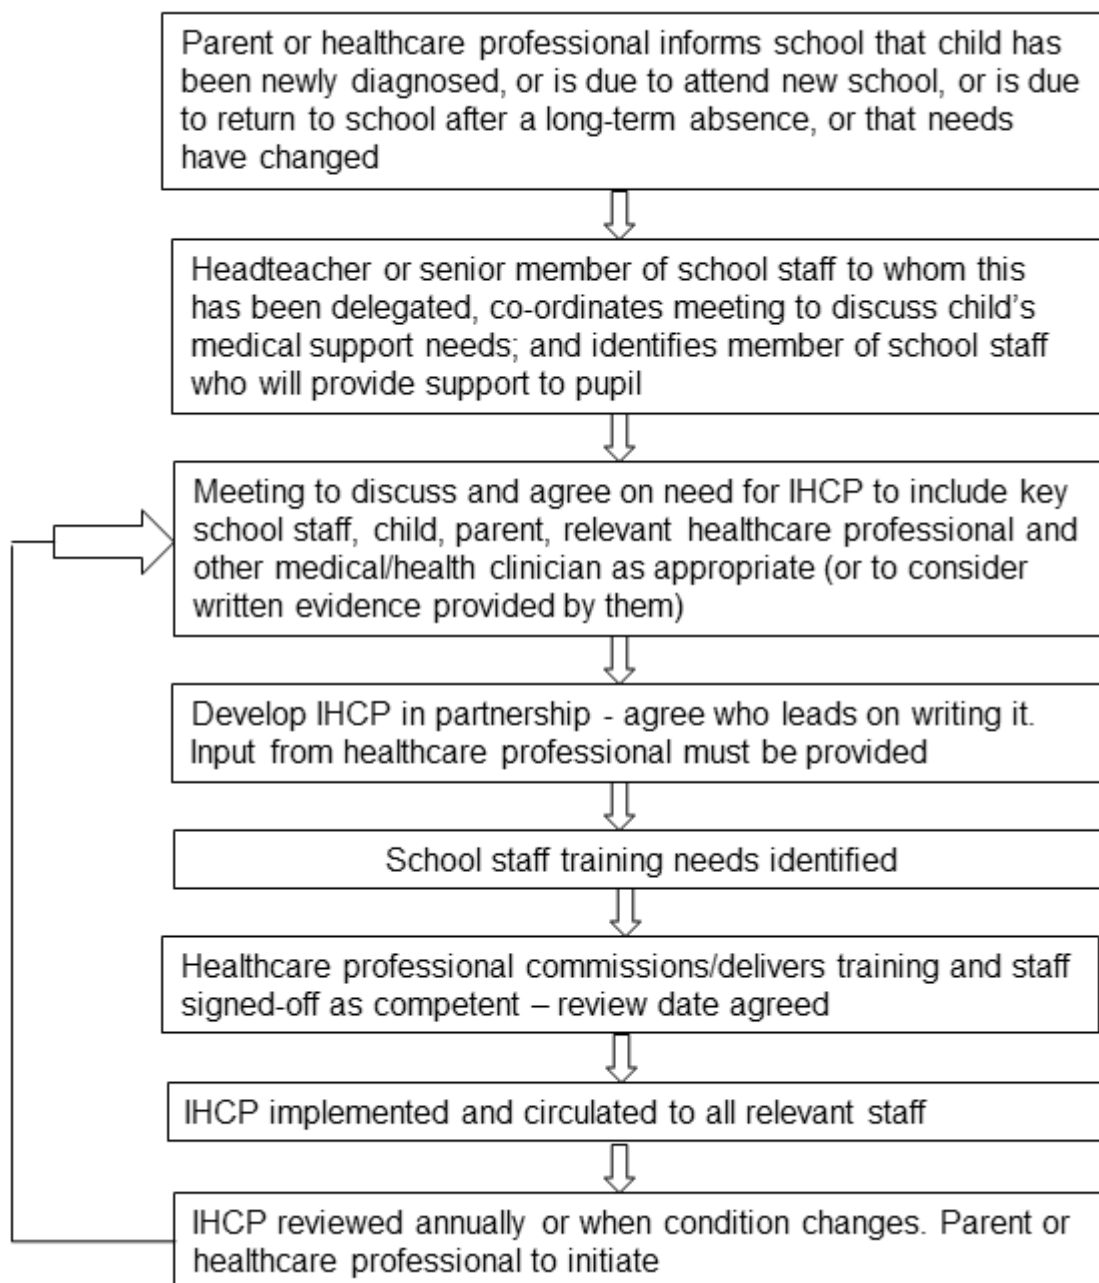 Parent or healthcare professional informs school that child has
been newly diagnosed, or is due to attend new school, or is due
to return to school after a long-term absence, or that needs
have changed
Headteacher or senior member of school staff to whom this
has been delegated, co-ordinates meeting to discuss child's
medical support needs; and identifies member of school staff
who will provide support to pupil
Meeting to discuss and agree on need for IHCP to include key
school staff, child, parent, relevant healthcare professional and
other medical/health clinician as appropriate (or to consider
written evidence provided by them)
Develop IHCP in partnership - agree who leads on writing it.
Input from healthcare professional must be provided
School staff training needs identified
Healthcare professional commissions/delivers training and staff
signed-off as competent – review date agreed
IHCP implemented and circulated to all relevant staff
IHCP reviewed annually or when condition changes. Parent or
healthcare professional to initiate